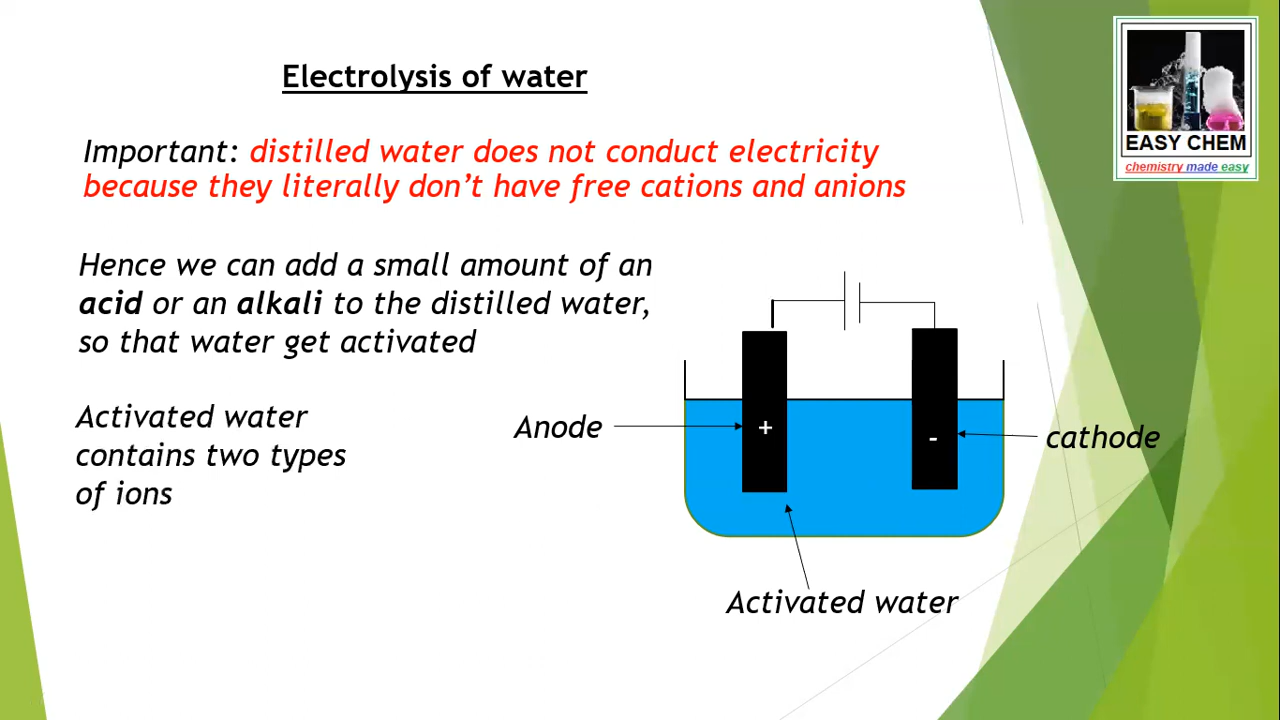 Electrolysis of water
EASY CHEM
chemistry made easy
Important: distilled water does not conduct electricity
because they literally don’t have free cations and anions
Hence we can add a small amount of an
acid or an alkali to the distilled water,
so that water get activated
Activated water
contains two types
of ions
Anode
+
-
cathode
Activated water